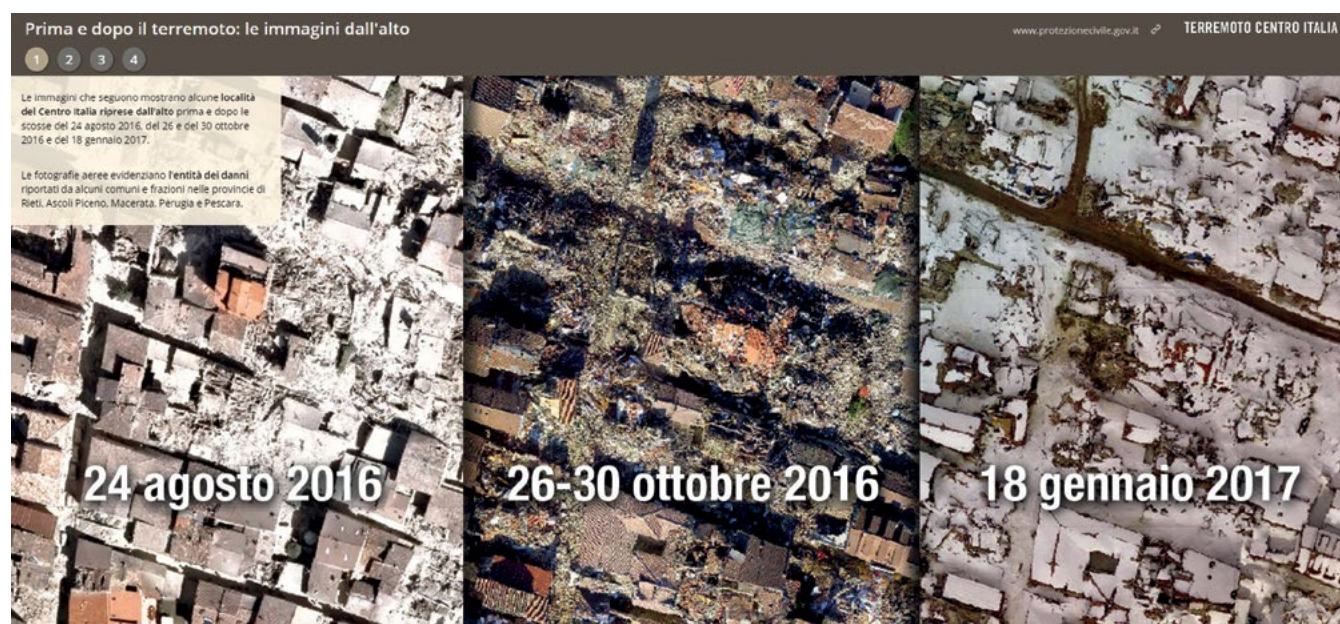 Prima e dopo il terremoto: le immagini dall'alto
www.protezionecivile.gov.it
TERREMOTO CENTRO ITALIA
1 2 3 4
Le immagini che seguono mostrano alcune località
del Centro Italia riprese dall'alto prima e dopo le
scosse del 24 agosto 2016, del 26 e del 30 ottobre
2016 e del 18 gennaio 2017.
Le fotografie aeree evidenziano l'entità dei danni
riportati da alcuni comuni e frazioni nelle provincie di
Rieti, Ascoli Piceno, Macerata, Perugia e Pescara.
24 agosto 2016
26-30 ottobre 2016
18 gennaio 2017